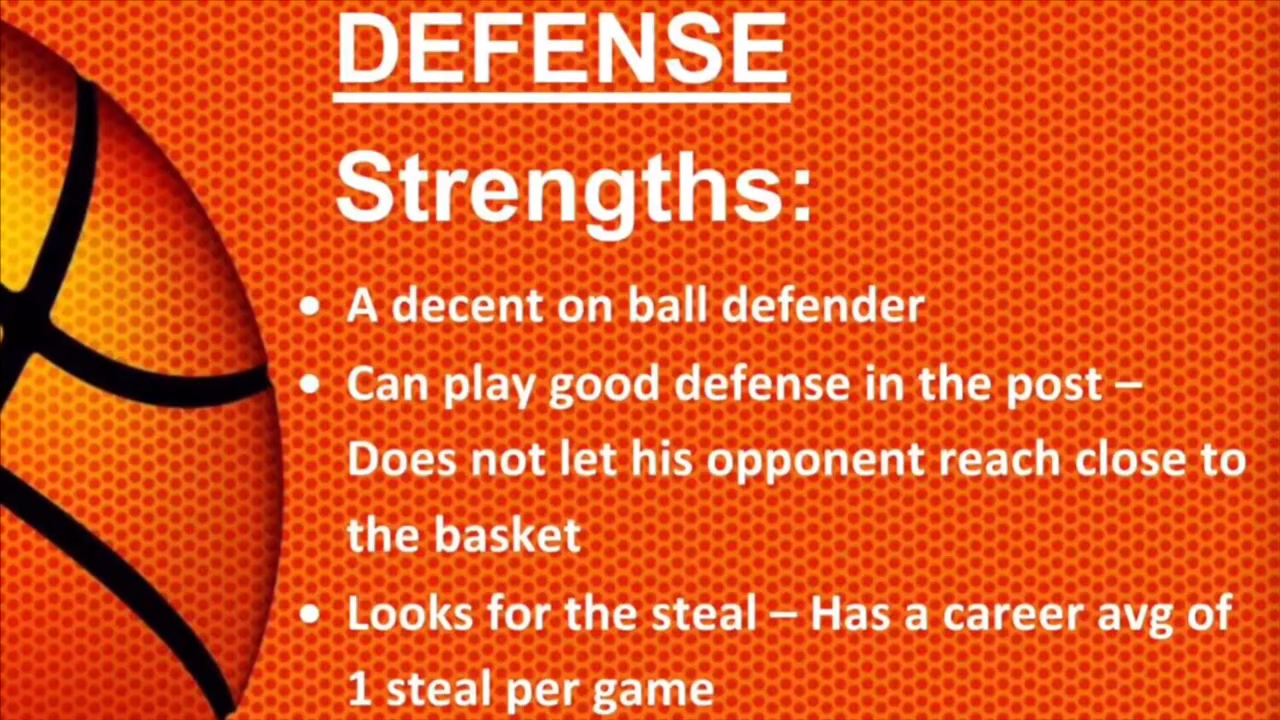 DEFENSE
Strengths:
• A decent on ball defender
• Can play good defense in the post –
Does not let his opponent reach close to
the basket
• Looks for the steal – Has a career avg of
1 steal per game